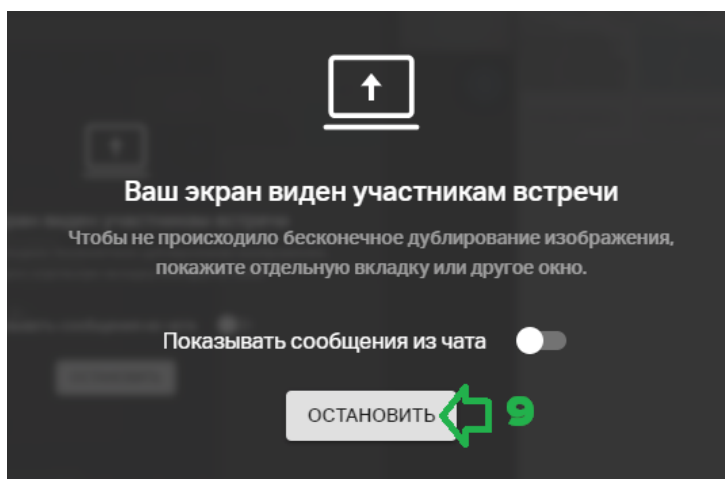 Ваш экран виден участникам встречи
Чтобы не происходило бесконечное дублирование изображения,
покажите отдельную вкладку или другое окно.
Показывать сообщения из чата
ОСТАНОВИТЬ 9